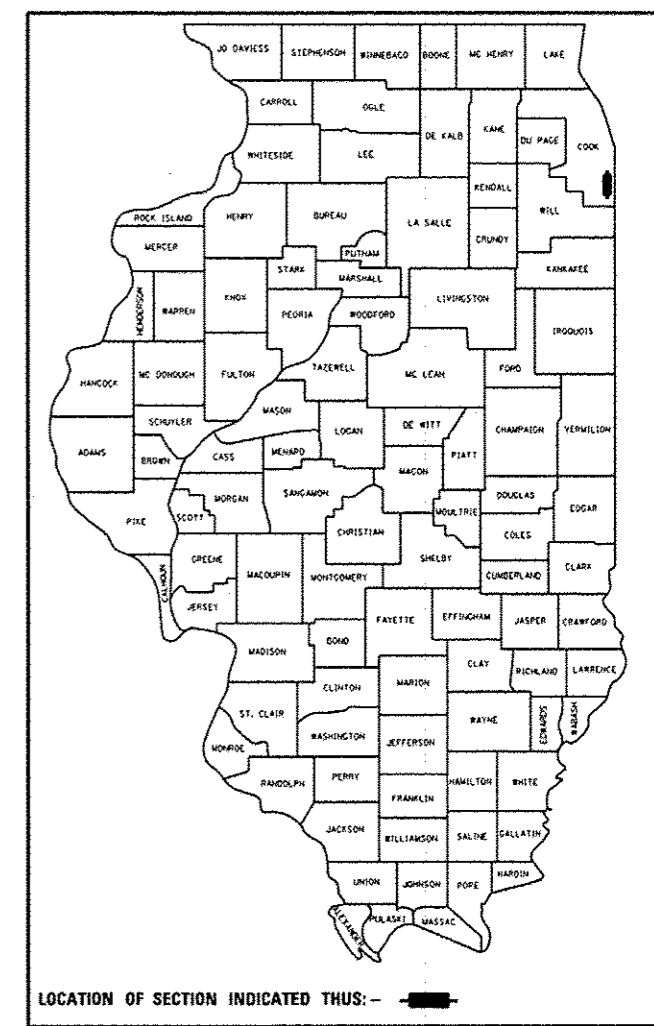 JO DAVIESS STEPHENSON WINNEBAGO BOONE MC HENRY LAKE
CARROLL OGLE DE KALB KANE DU PAGE COOK
WHITESIDE LEE
KENDALL WILL
ROCK ISLAND HENRY BUREAU LA SALLE GRUNDY
MERCER PUTNAM KANKAKEE
STARK MARSHALL
HENDERSON WARREN KNOX PEORIA WOODFORD LIVINGSTON IROQUOIS
HANCOCK MC DONOUGH FULTON TAZEWELL MC LEAN FORD
MASON
SCHUYLER LOGAN DE WITT CHAMPAIGN VERMILION
ADAMS BROWN CASS MENARD PIATT
MACON
PIKE SCOTT MORGAN SANGAMON DOUGLAS EDGAR
CHRISTIAN MOULTRIE COLES
GREENE SHELBY
CALHOUN MACOUPIN MONTGOMERY CUMBERLAND CLARK
JERSEY FAYETTE EFFINGHAM JASPER CRAWFORD
BOND
MADISON CLAY RICHLAND LAWRENCE
CLINTON MARION
ST. CLAIR WAYNE EDWARDS WABASH
WASHINGTON JEFFERSON
MONROE
RANDOLPH PERRY HAMILTON WHITE
FRANKLIN
JACKSON WILLIAMSON SALINE GALLATIN
UNION JOHNSON POPE HARDIN
ALEXANDER PULASKI MASSAC
LOCATION OF SECTION INDICATED THUS: -